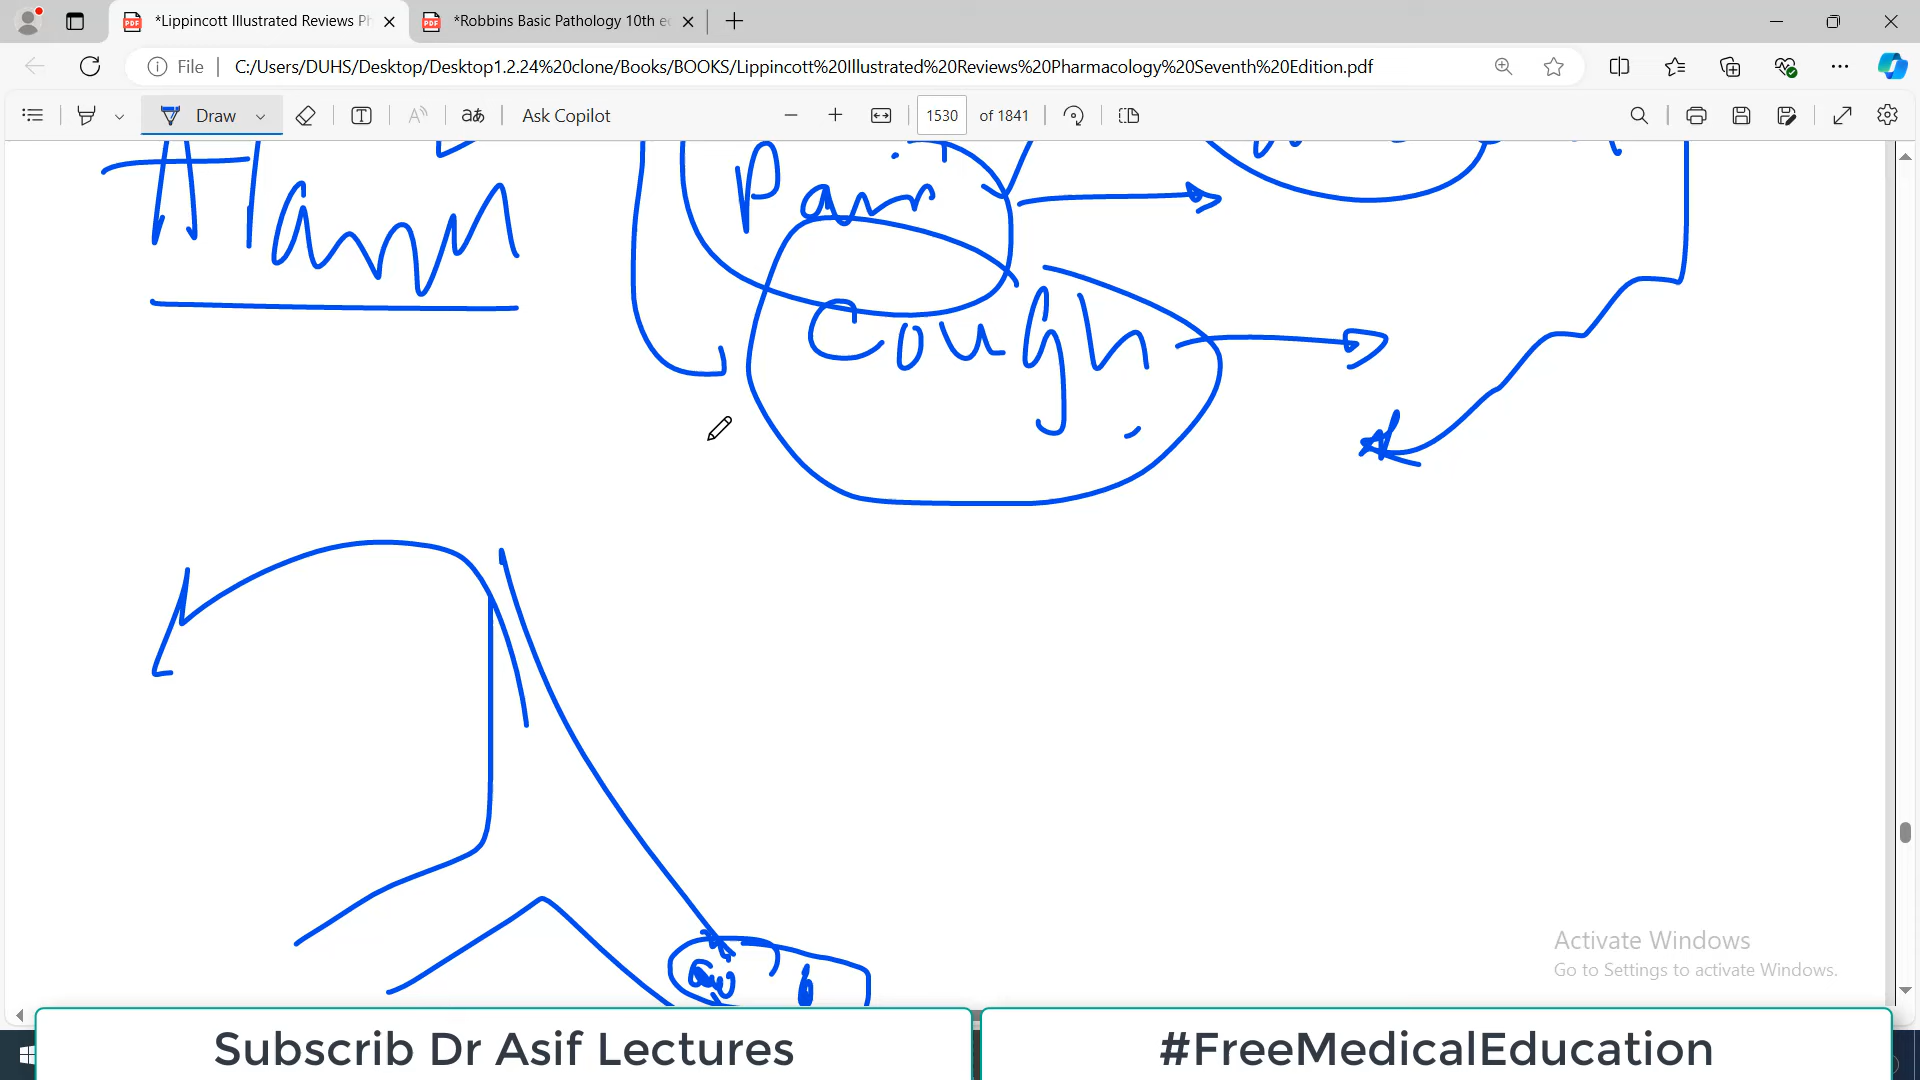 *Lippincott Illustrated Reviews Ph
*Robbins Basic Pathology 10th e
File
C:/Users/DUHS/Desktop/Desktop1.2.24%20clone/Books/BOOKS/Lippincott%20Illustrated%20Reviews%20Pharmacology%20Seventh%20Edition.pdf
Draw
Ask Copilot
1530 of 1841
Pain
Cough
Activate Windows
Go to Settings to activate Windows.
Subscrib Dr Asif Lectures
#FreeMedicalEducation